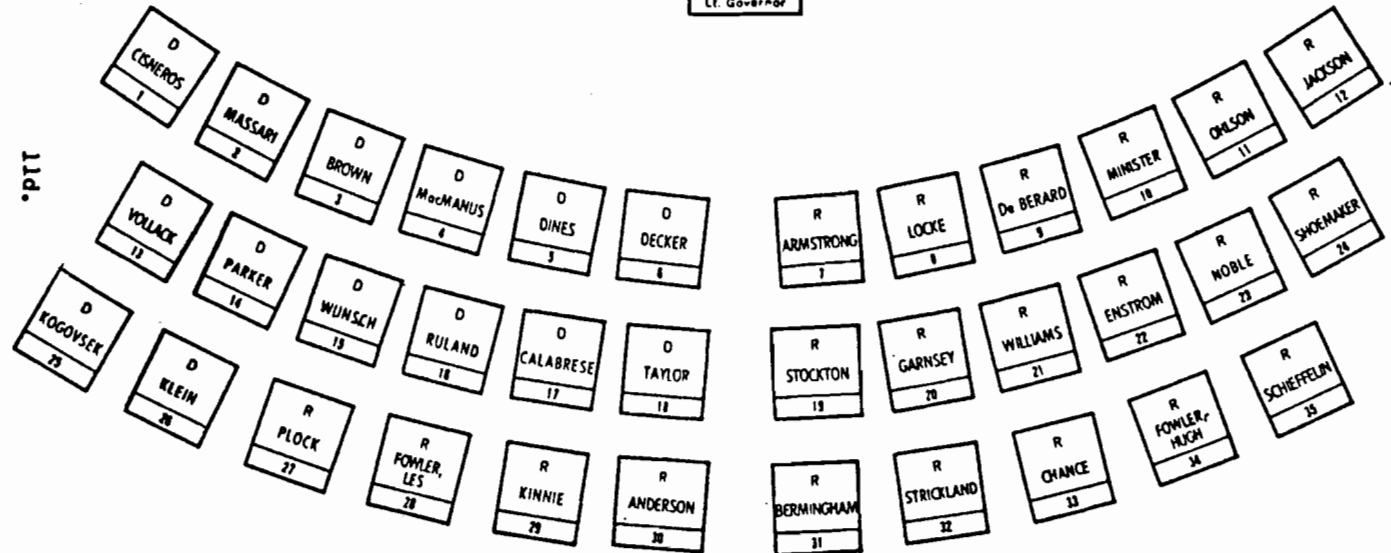 Lt. Governor
D
CISNEROS
1
D
MASSARI
2
D
BROWN
3
D
MacMANUS
4
D
DINES
5
D
DECKER
6
R
ARMSTRONG
7
R
LOCKE
8
R
De BERARD
9
R
MINISTER
10
R
OHLSON
11
R
JACKSON
12
D
VOLLACK
13
D
PARKER
14
D
WUNSCH
15
D
RULAND
16
D
CALABRESE
17
D
TAYLOR
18
R
STOCKTON
19
R
GARNSEY
20
R
WILLIAMS
21
R
ENSTROM
22
R
NOBLE
23
R
SHOEMAKER
24
D
KOGOVSEK
25
D
KLEIN
26
R
PLOCK
27
R
FOWLER,
LES
28
R
KINNIE
29
R
ANDERSON
30
R
BERMINGHAM
31
R
STRICKLAND
32
R
CHANCE
33
R
FOWLER,
HUGH
34
R
SCHIEFFELIN
35